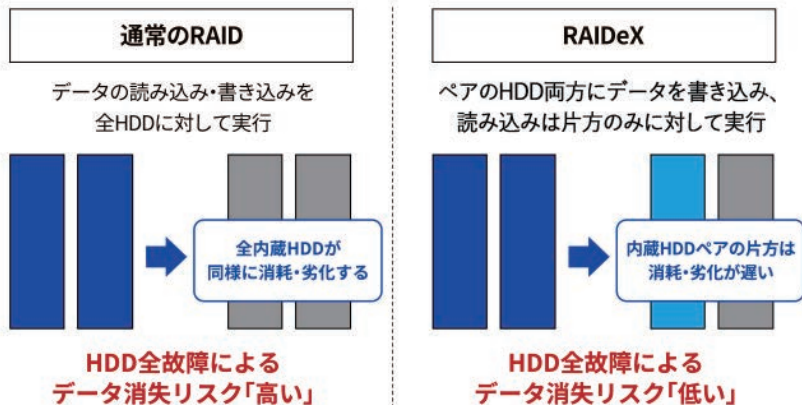 通常のRAID
データの読み込み・書き込みを
全HDDに対して実行
全内蔵HDDが
同様に消耗・劣化する
HDD全故障による
データ消失リスク「高い」
RAIDeX
ペアのHDD両方にデータを書き込み、
読み込みは片方のみに対して実行
内蔵HDDペアの片方は
消耗・劣化が遅い
HDD全故障による
データ消失リスク「低い」